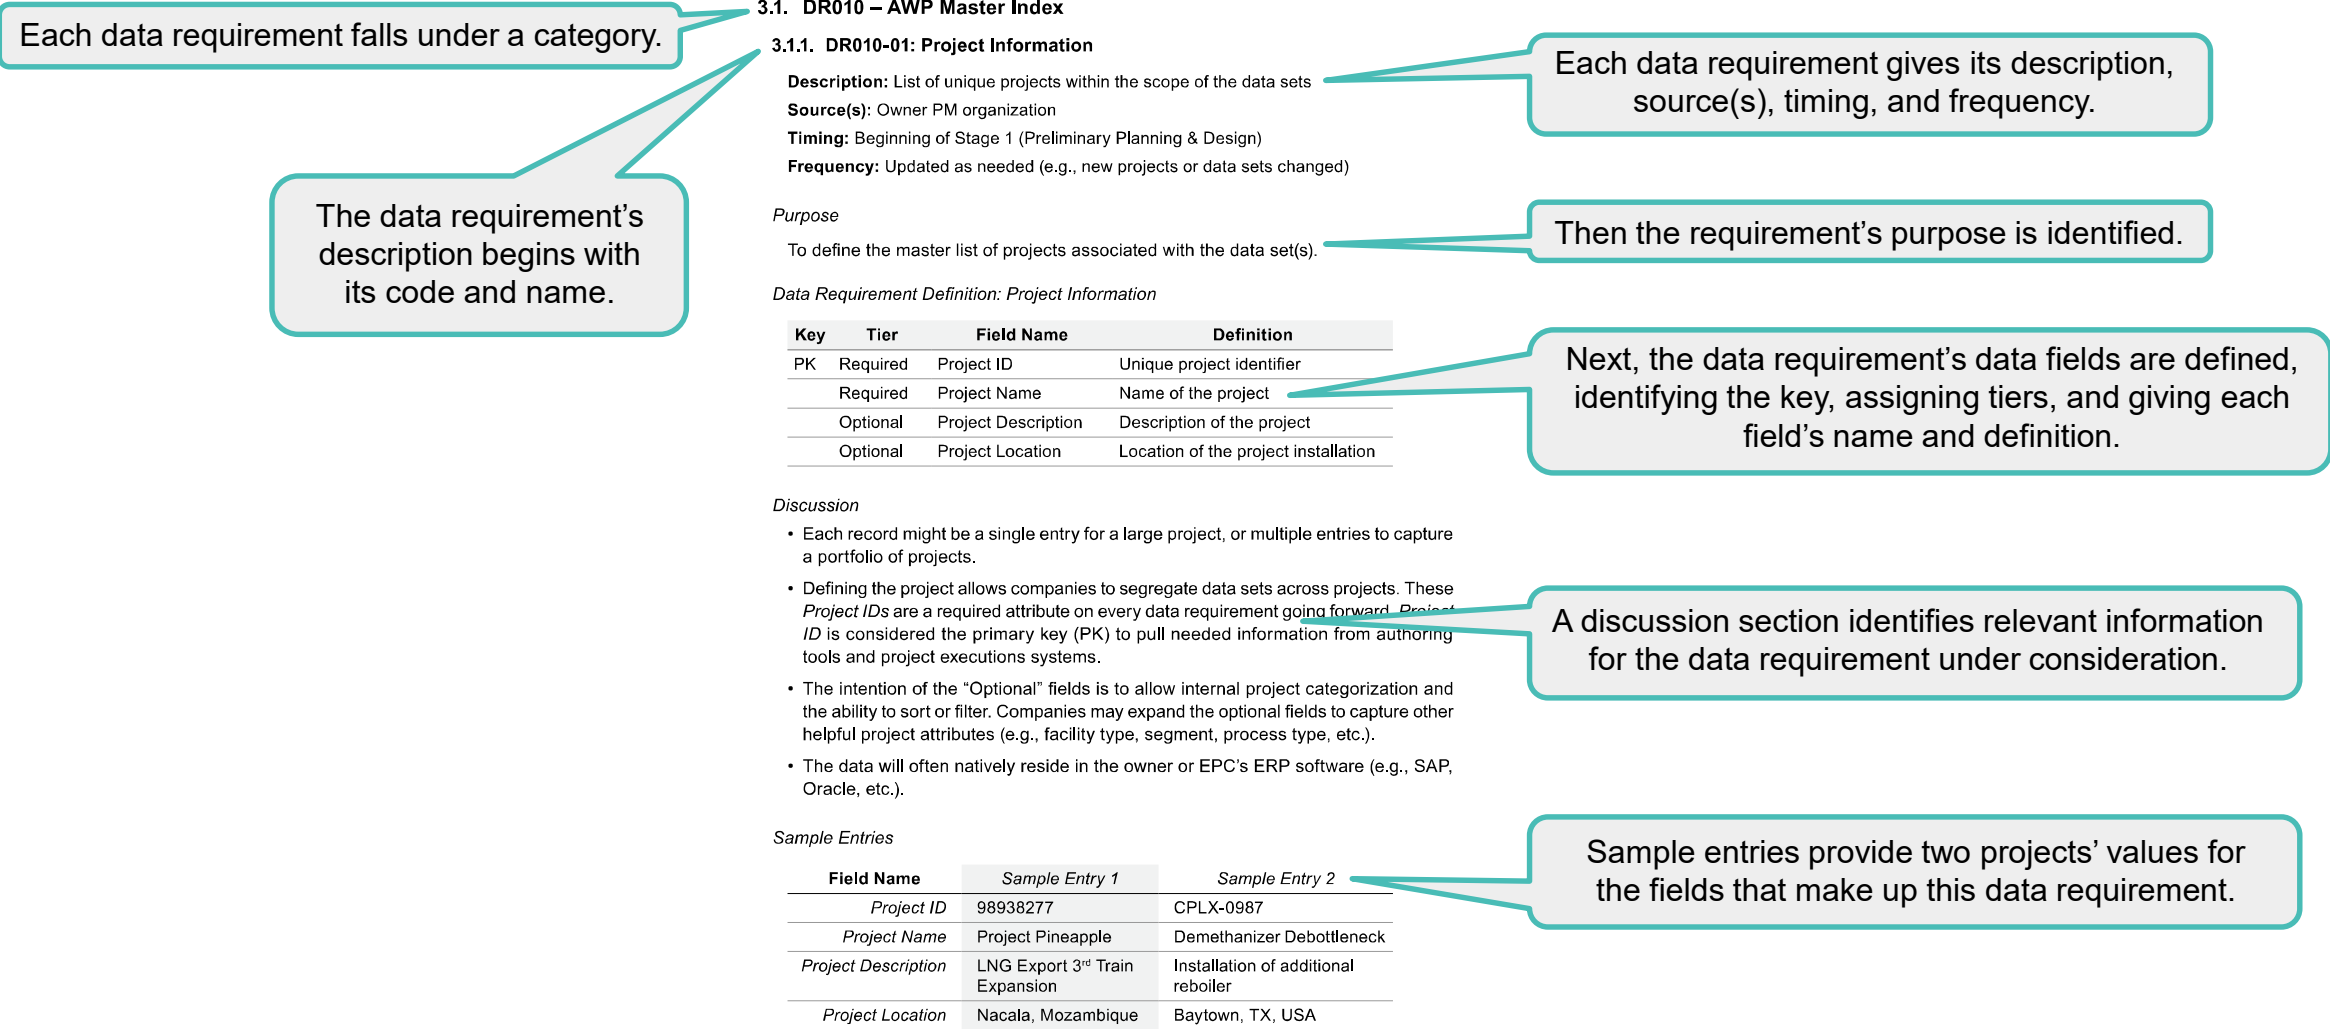 3.1. DR010 – AWP Master Index
Each data requirement falls under a category.
3.1.1. DR010-01: Project Information
Description: List of unique projects within the scope of the data sets
Source(s): Owner PM organization
Timing: Beginning of Stage 1 (Preliminary Planning & Design)
Frequency: Updated as needed (e.g., new projects or data sets changed)
Each data requirement gives its description,
source(s), timing, and frequency.
The data requirement’s
description begins with
its code and name.
Purpose
To define the master list of projects associated with the data set(s).
Then the requirement’s purpose is identified.
Data Requirement Definition: Project Information
Key Tier Field Name Definition
PK Required Project ID Unique project identifier
Required Project Name Name of the project
Optional Project Description Description of the project
Optional Project Location Location of the project installation
Next, the data requirement’s data fields are defined,
identifying the key, assigning tiers, and giving each
field’s name and definition.
Discussion
• Each record might be a single entry for a large project, or multiple entries to capture
a portfolio of projects.
• Defining the project allows companies to segregate data sets across projects. These
Project IDs are a required attribute on every data requirement going forward. Project
ID is considered the primary key (PK) to pull needed information from authoring
tools and project executions systems.
• The intention of the “Optional” fields is to allow internal project categorization and
the ability to sort or filter. Companies may expand the optional fields to capture other
helpful project attributes (e.g., facility type, segment, process type, etc.).
• The data will often natively reside in the owner or EPC’s ERP software (e.g., SAP,
Oracle, etc.).
A discussion section identifies relevant information
for the data requirement under consideration.
Sample Entries
Field Name Sample Entry 1 Sample Entry 2
Project ID 98938277 CPLX-0987
Project Name Project Pineapple Demethanizer Debottleneck
Project Description LNG Export 3rd Train Installation of additional
Expansion reboiler
Project Location Nacala, Mozambique Baytown, TX, USA
Sample entries provide two projects’ values for
the fields that make up this data requirement.